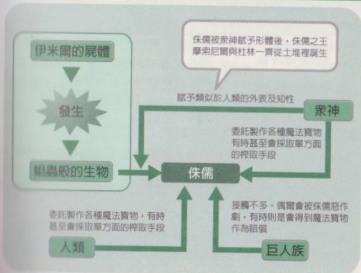 伊米爾的屍體
侏儒被眾神賦予形體後，侏儒之王
摩索尼爾與杜林一齊從土堆裡誕生
發生
賦予類似於人類的外表及知性
眾神
委託製作各種魔法寶物
有時甚至會採取單方面
的榨取手段
蛆蟲般的生物
侏儒
委託製作各種魔法寶物，有時
甚至會採取單方面的榨取手段
接觸不多。偶爾會被侏儒惡作
劇，有時則是會得到魔法寶物
作為賠償
人類
巨人族